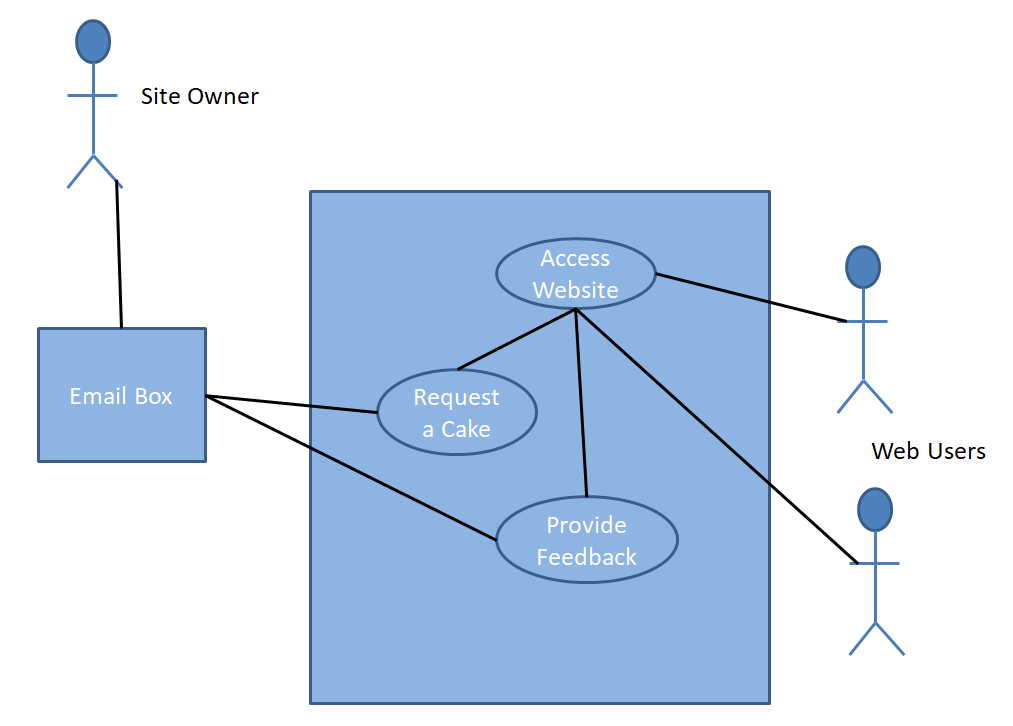 Site Owner
Access
Website
Email Box
Request
a Cake
Web Users
Provide
Feedback